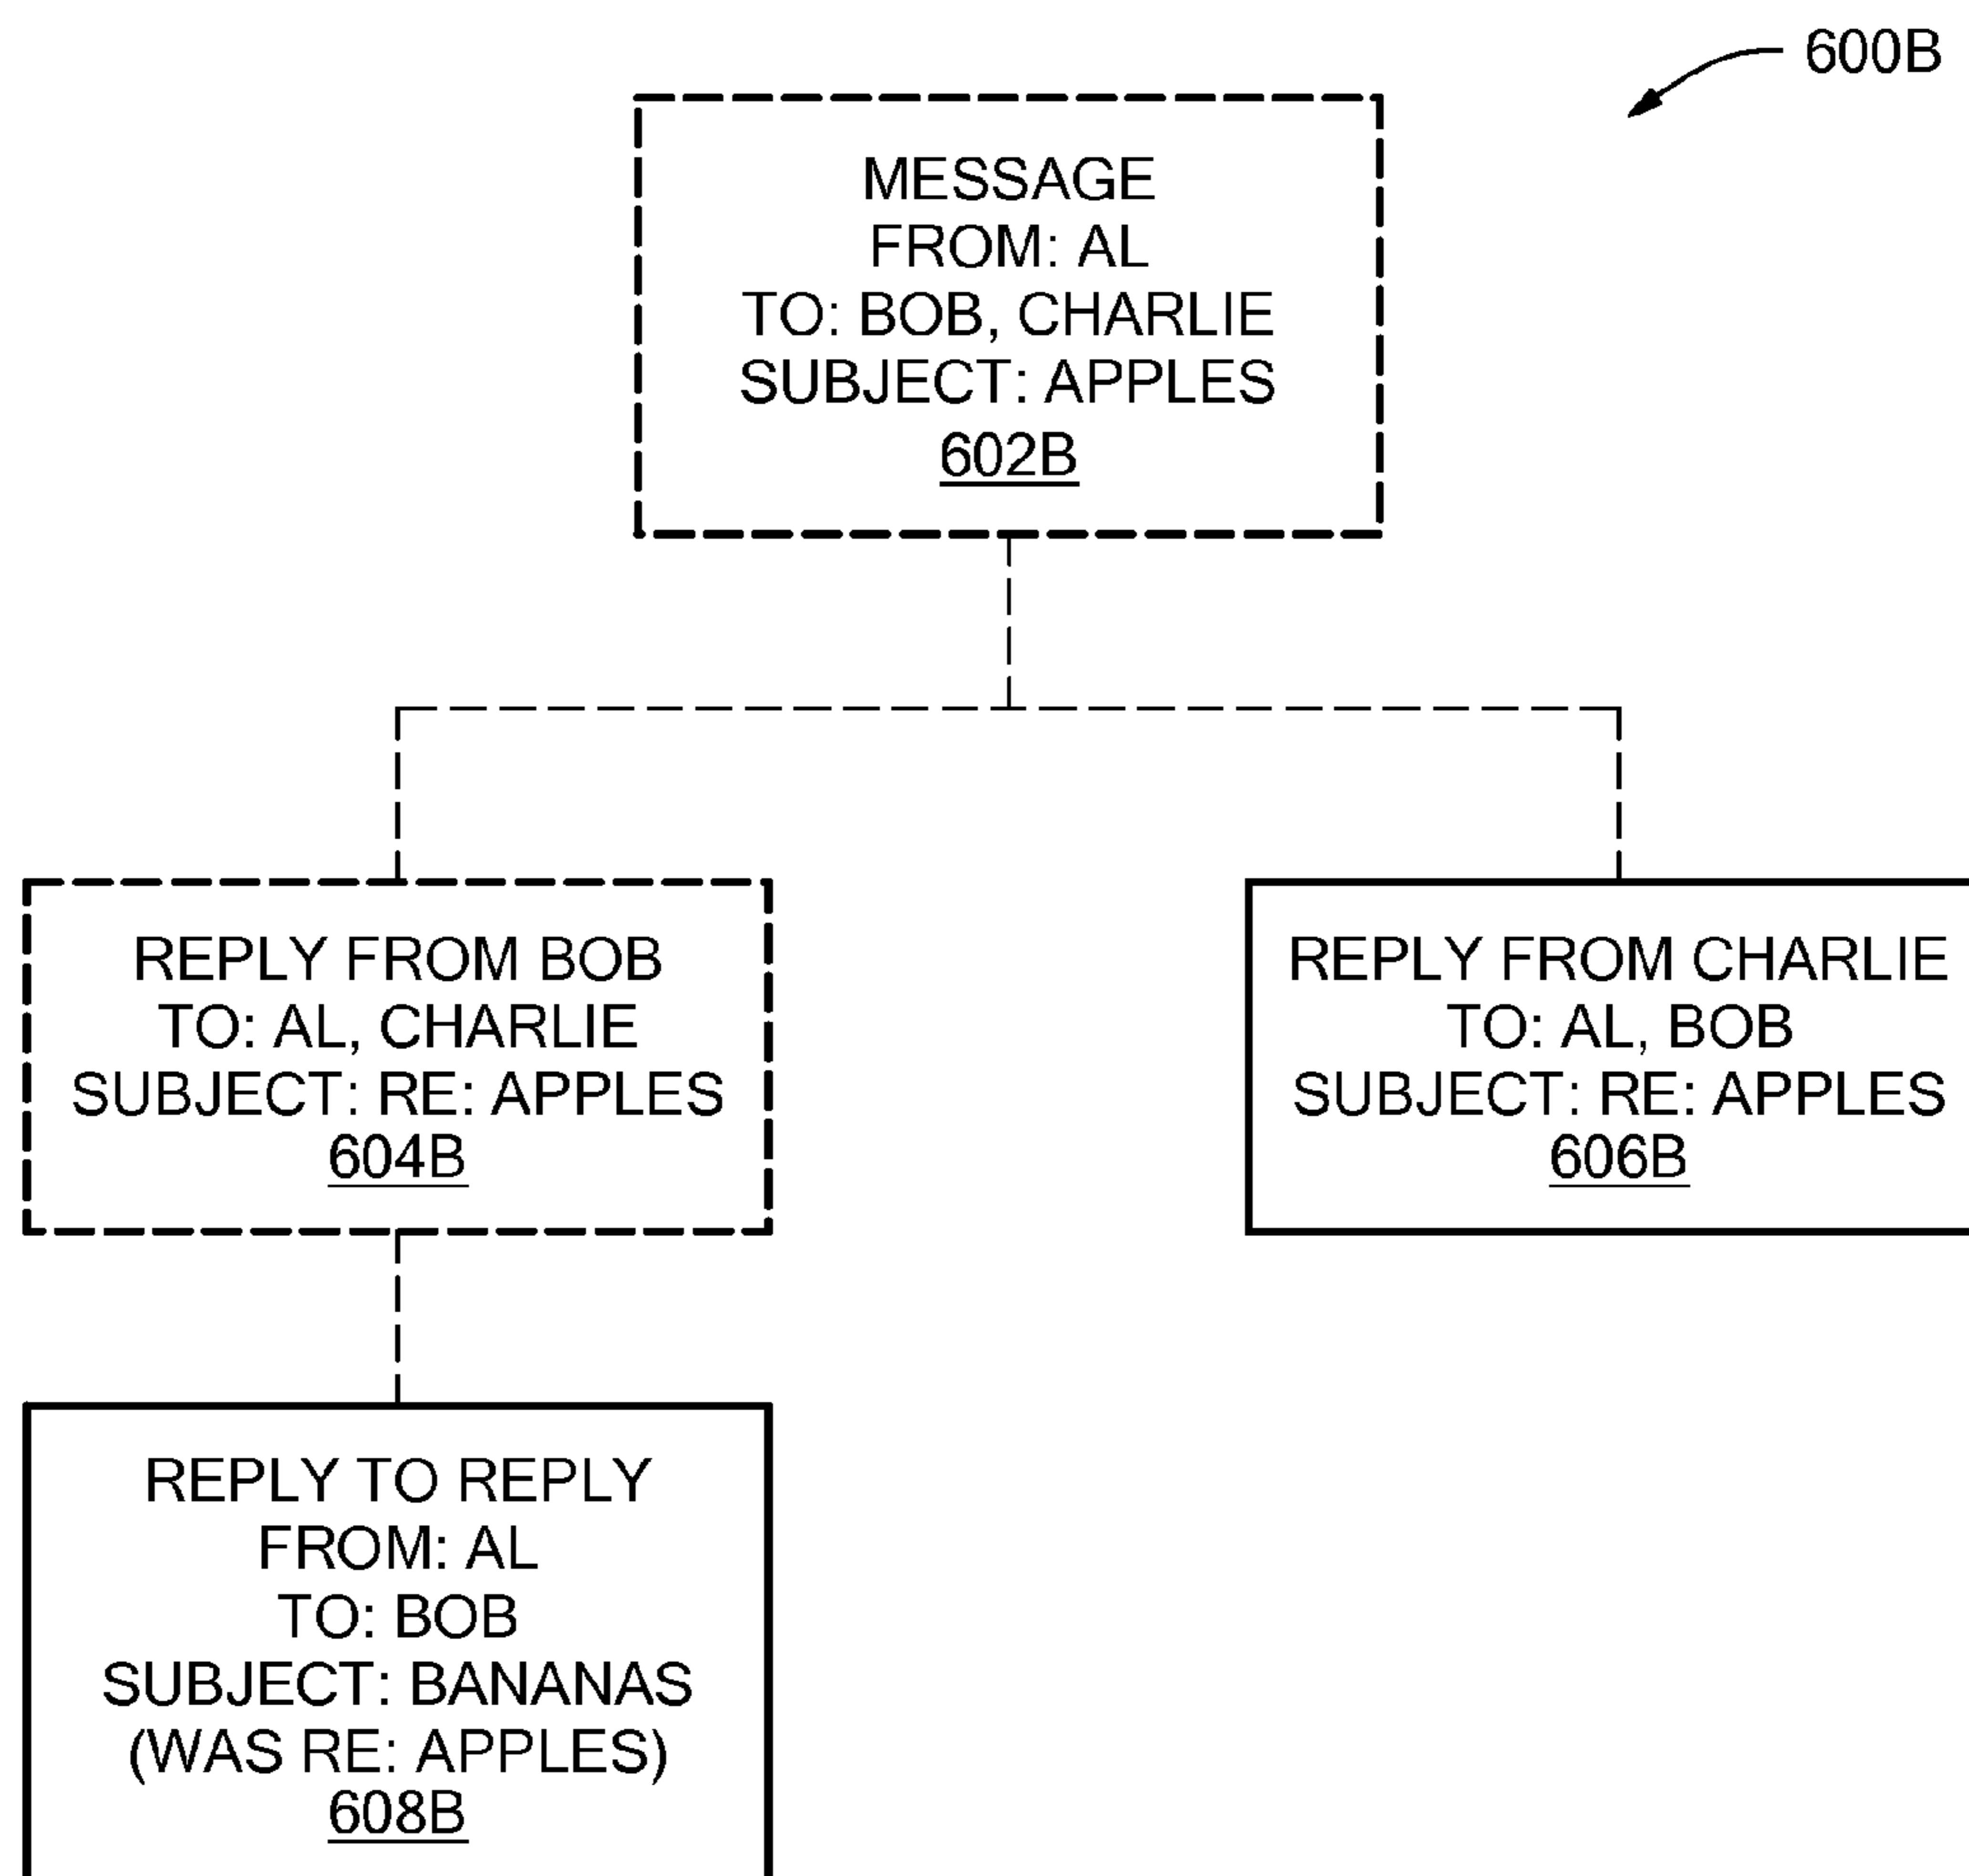 600B
MESSAGE
FROM: AL
TO: BOB, CHARLIE
SUBJECT: APPLES
602B
REPLY FROM BOB
TO: AL, CHARLIE
SUBJECT: RE: APPLES
604B
REPLY FROM CHARLIE
TO: AL, BOB
SUBJECT: RE: APPLES
606B
REPLY TO REPLY
FROM: AL
TO: BOB
SUBJECT: BANANAS
(WAS RE: APPLES)
608B